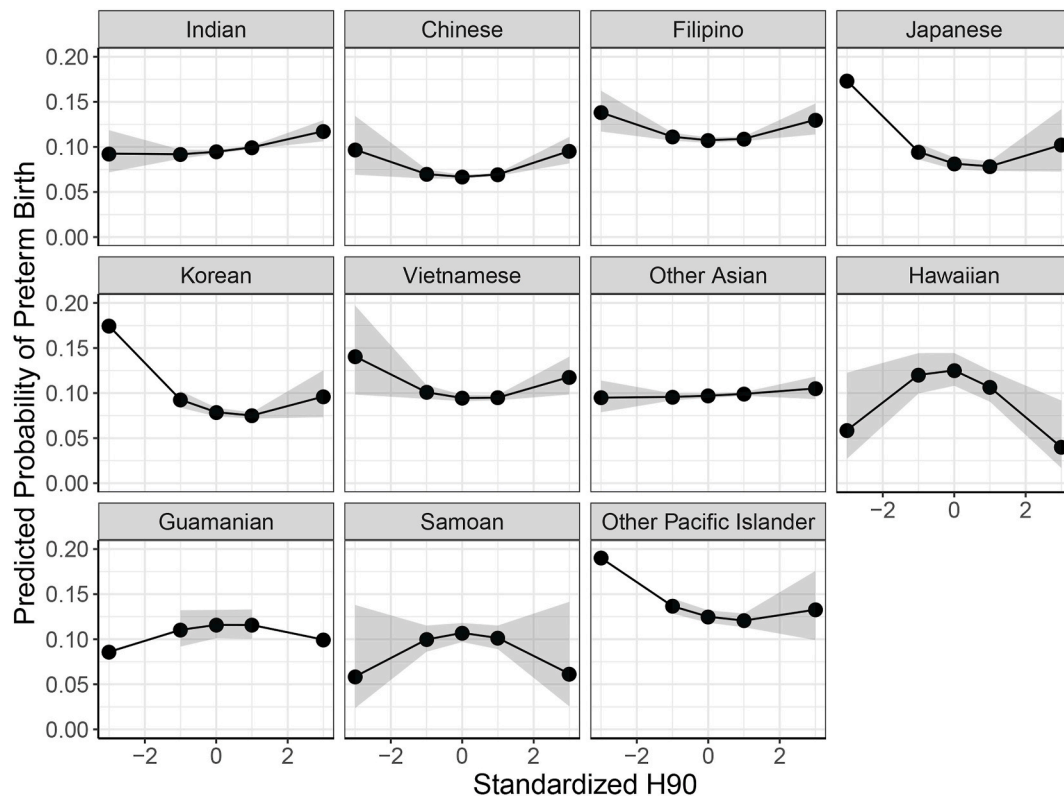 Indian Chinese Filipino Japanese
0.20
0.15
0.10
0.05
0.00
Korean Vietnamese Other Asian Hawaiian
0.20
0.15
0.10
0.05
0.00
−2 0 2
Guamanian Samoan Other Pacific Islander
0.20
0.15
0.10
0.05
0.00
−2 0 2 −2 0 2 −2 0 2
Standardized H90
Predicted Probability of Preterm Birth